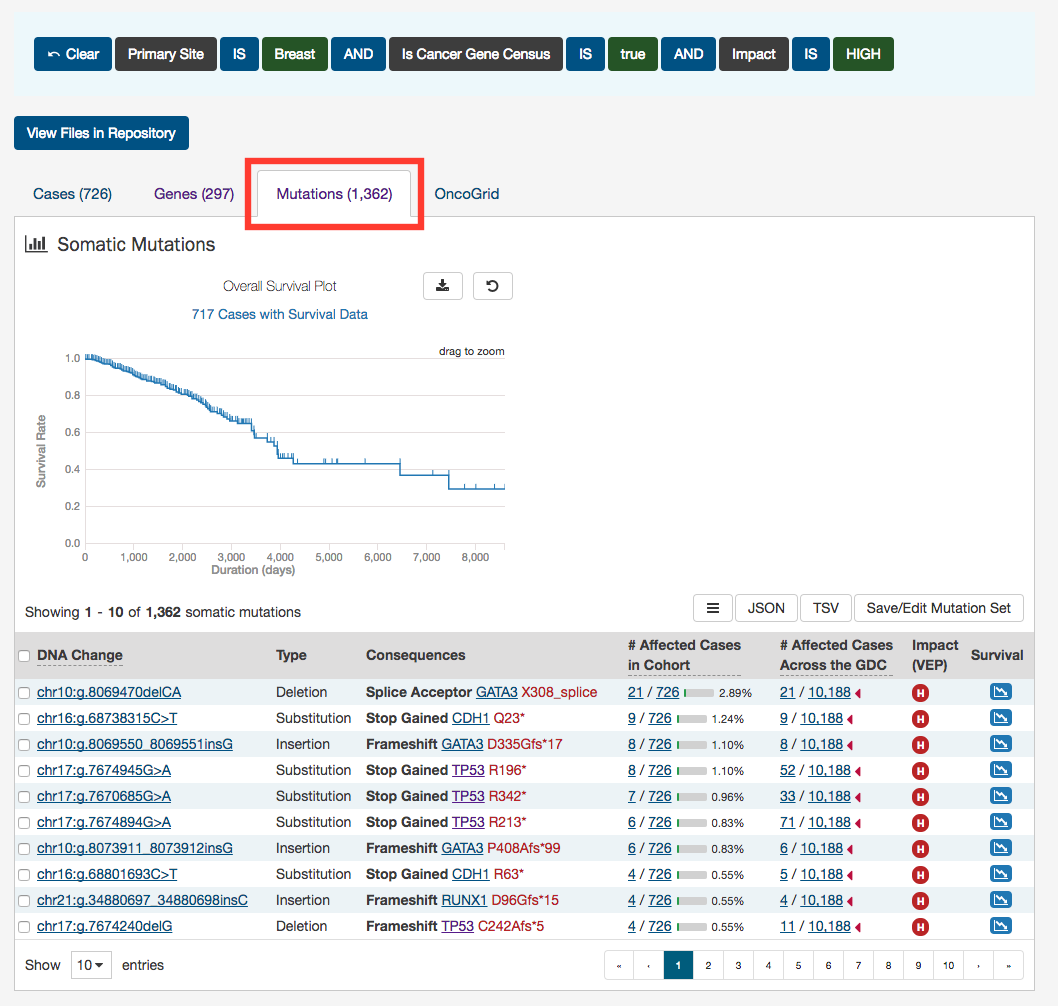 Clear Primary Site IS Breast AND Is Cancer Gene Census IS true AND Impact IS HIGH
View Files in Repository
Cases (726) Genes (297) Mutations (1,362) OncoGrid
Somatic Mutations
Overall Survival Plot
717 Cases with Survival Data
drag to zoom
1.0
0.8
0.6
0.4
0.2
0.0
Survival Rate
0 1,000 2,000 3,000 4,000 5,000 6,000 7,000 8,000
Duration (days)
Showing 1 - 10 of 1,362 somatic mutations JSON TSV Save/Edit Mutation Set
DNA Change Type Consequences # Affected Cases in Cohort # Affected Cases Across the GDC Impact (VEP) Survival
chr10:g.8069470delCA Deletion Splice Acceptor GATA3 X308_splice 21 / 726 2.89% 21 / 10,188 H
chr16:g.68738315C>T Substitution Stop Gained CDH1 Q23* 9 / 726 1.24% 9 / 10,188 H
chr10:g.8069550_8069551insG Insertion Frameshift GATA3 D335Gfs*17 8 / 726 1.10% 8 / 10,188 H
chr17:g.7674945G>A Substitution Stop Gained TP53 R196* 8 / 726 1.10% 52 / 10,188 H
chr17:g.7670685G>A Substitution Stop Gained TP53 R342* 7 / 726 0.96% 33 / 10,188 H
chr17:g.7674894G>A Substitution Stop Gained TP53 R213* 6 / 726 0.83% 71 / 10,188 H
chr10:g.8073911_8073912insG Insertion Frameshift GATA3 P408Afs*99 6 / 726 0.83% 6 / 10,188 H
chr16:g.68801693C>T Substitution Stop Gained CDH1 R63* 4 / 726 0.55% 5 / 10,188 H
chr21:g.34880697_34880698insC Insertion Frameshift RUNX1 D96Gfs*15 4 / 726 0.55% 4 / 10,188 H
chr17:g.7674240delG Deletion Frameshift TP53 C242Afs*5 4 / 726 0.55% 11 / 10,188 H
Show 10 entries « ‹ 1 2 3 4 5 6 7 8 9 10 › »